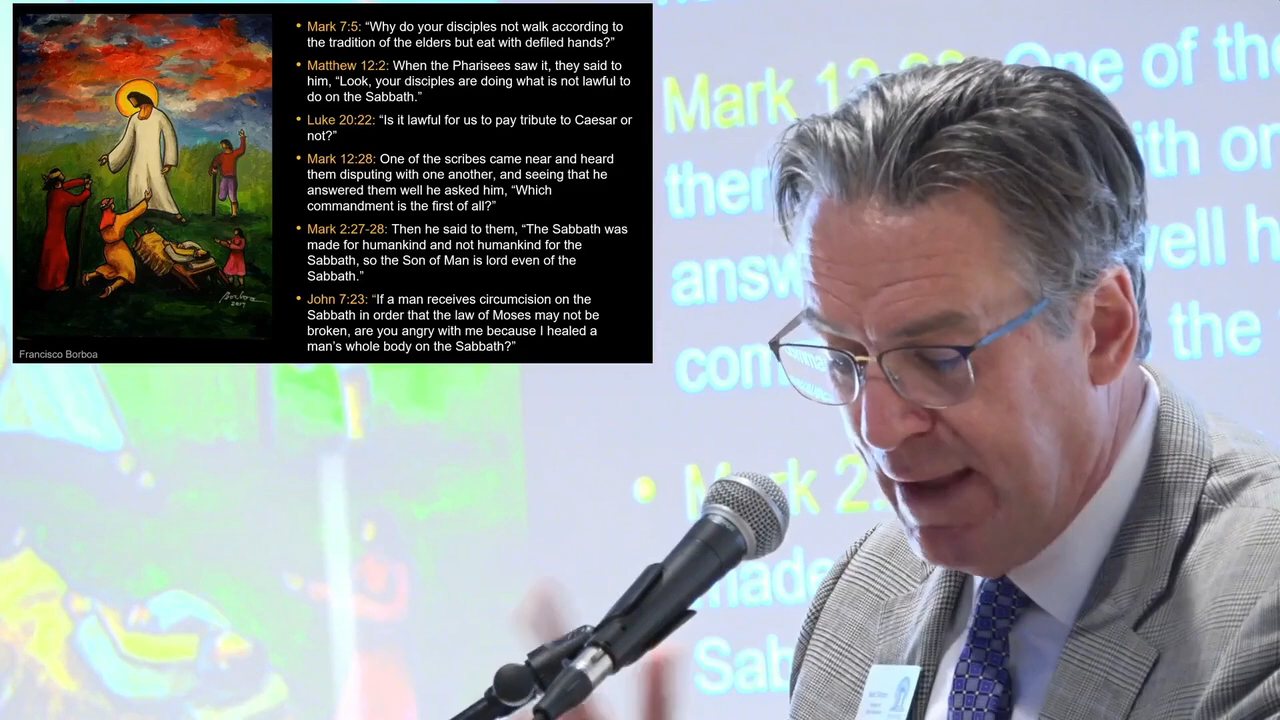 • Mark 7:5: “Why do your disciples not walk according to
the tradition of the elders but eat with defiled hands?”
• Matthew 12:2: When the Pharisees saw it, they said to
him, “Look, your disciples are doing what is not lawful to
do on the Sabbath.”
• Luke 20:22: “Is it lawful for us to pay tribute to Caesar or
not?”
• Mark 12:28: One of the scribes came near and heard
them disputing with one another, and seeing that he
answered them well he asked him, “Which
commandment is the first of all?”
• Mark 2:27-28: Then he said to them, “The Sabbath was
made for humankind and not humankind for the
Sabbath, so the Son of Man is lord even of the
Sabbath.”
• John 7:23: “If a man receives circumcision on the
Sabbath in order that the law of Moses may not be
broken, are you angry with me because I healed a
man’s whole body on the Sabbath?”
Borboa
2019
Francisco Borboa
Mark 12:28: One of the
well h
the
• Mark 2: